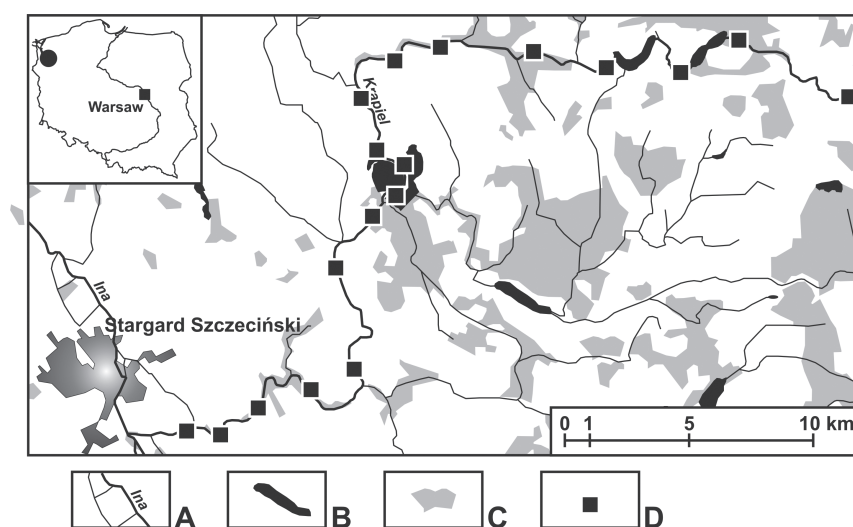 Warsaw
Krąpiel
Ina
Stargard Szczeciński
0 1 5 10 km
Ina
A B C D